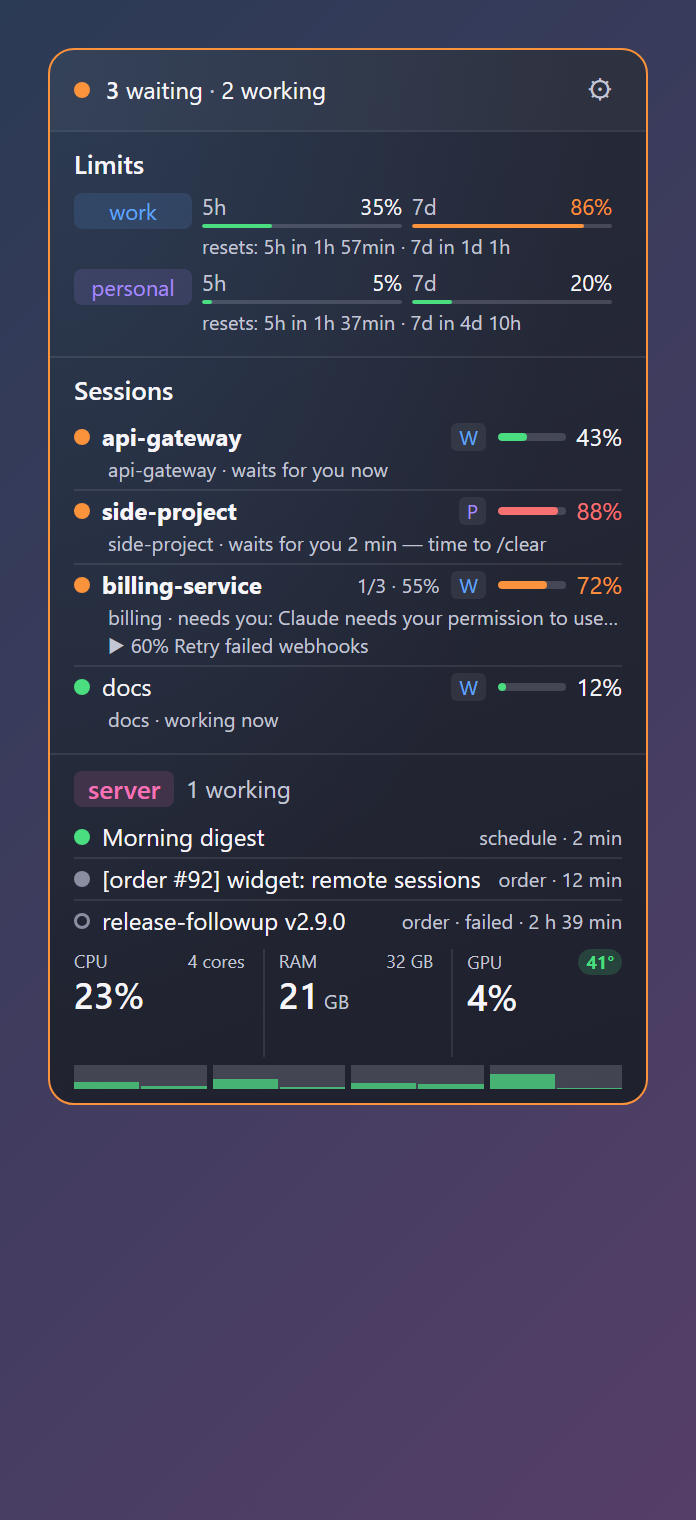 3 waiting · 2 working
Limits
work 5h 35% 7d 86%
resets: 5h in 1h 57min · 7d in 1d 1h
personal 5h 5% 7d 20%
resets: 5h in 1h 37min · 7d in 4d 10h
Sessions
api-gateway W 43%
api-gateway · waits for you now
side-project P 88%
side-project · waits for you 2 min — time to /clear
billing-service 1/3 · 55% W 72%
billing · needs you: Claude needs your permission to use...
▶ 60% Retry failed webhooks
docs W 12%
docs · working now
server 1 working
Morning digest schedule · 2 min
[order #92] widget: remote sessions order · 12 min
release-followup v2.9.0 order · failed · 2 h 39 min
CPU 4 cores RAM 32 GB GPU 41°
23% 21 GB 4%